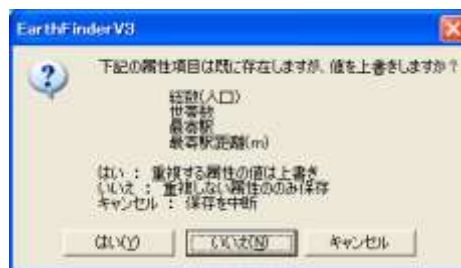 EarthFinderV3
下記の属性項目は既に存在しますが、値を上書きしますか?
総数(人口)
世帯数
最寄駅
最寄駅距離(m)
はい : 重複する属性の値は上書き
いいえ : 重複しない属性ののみ保存
キャンセル : 保存を中断
はい(Y) いいえ(N) キャンセル